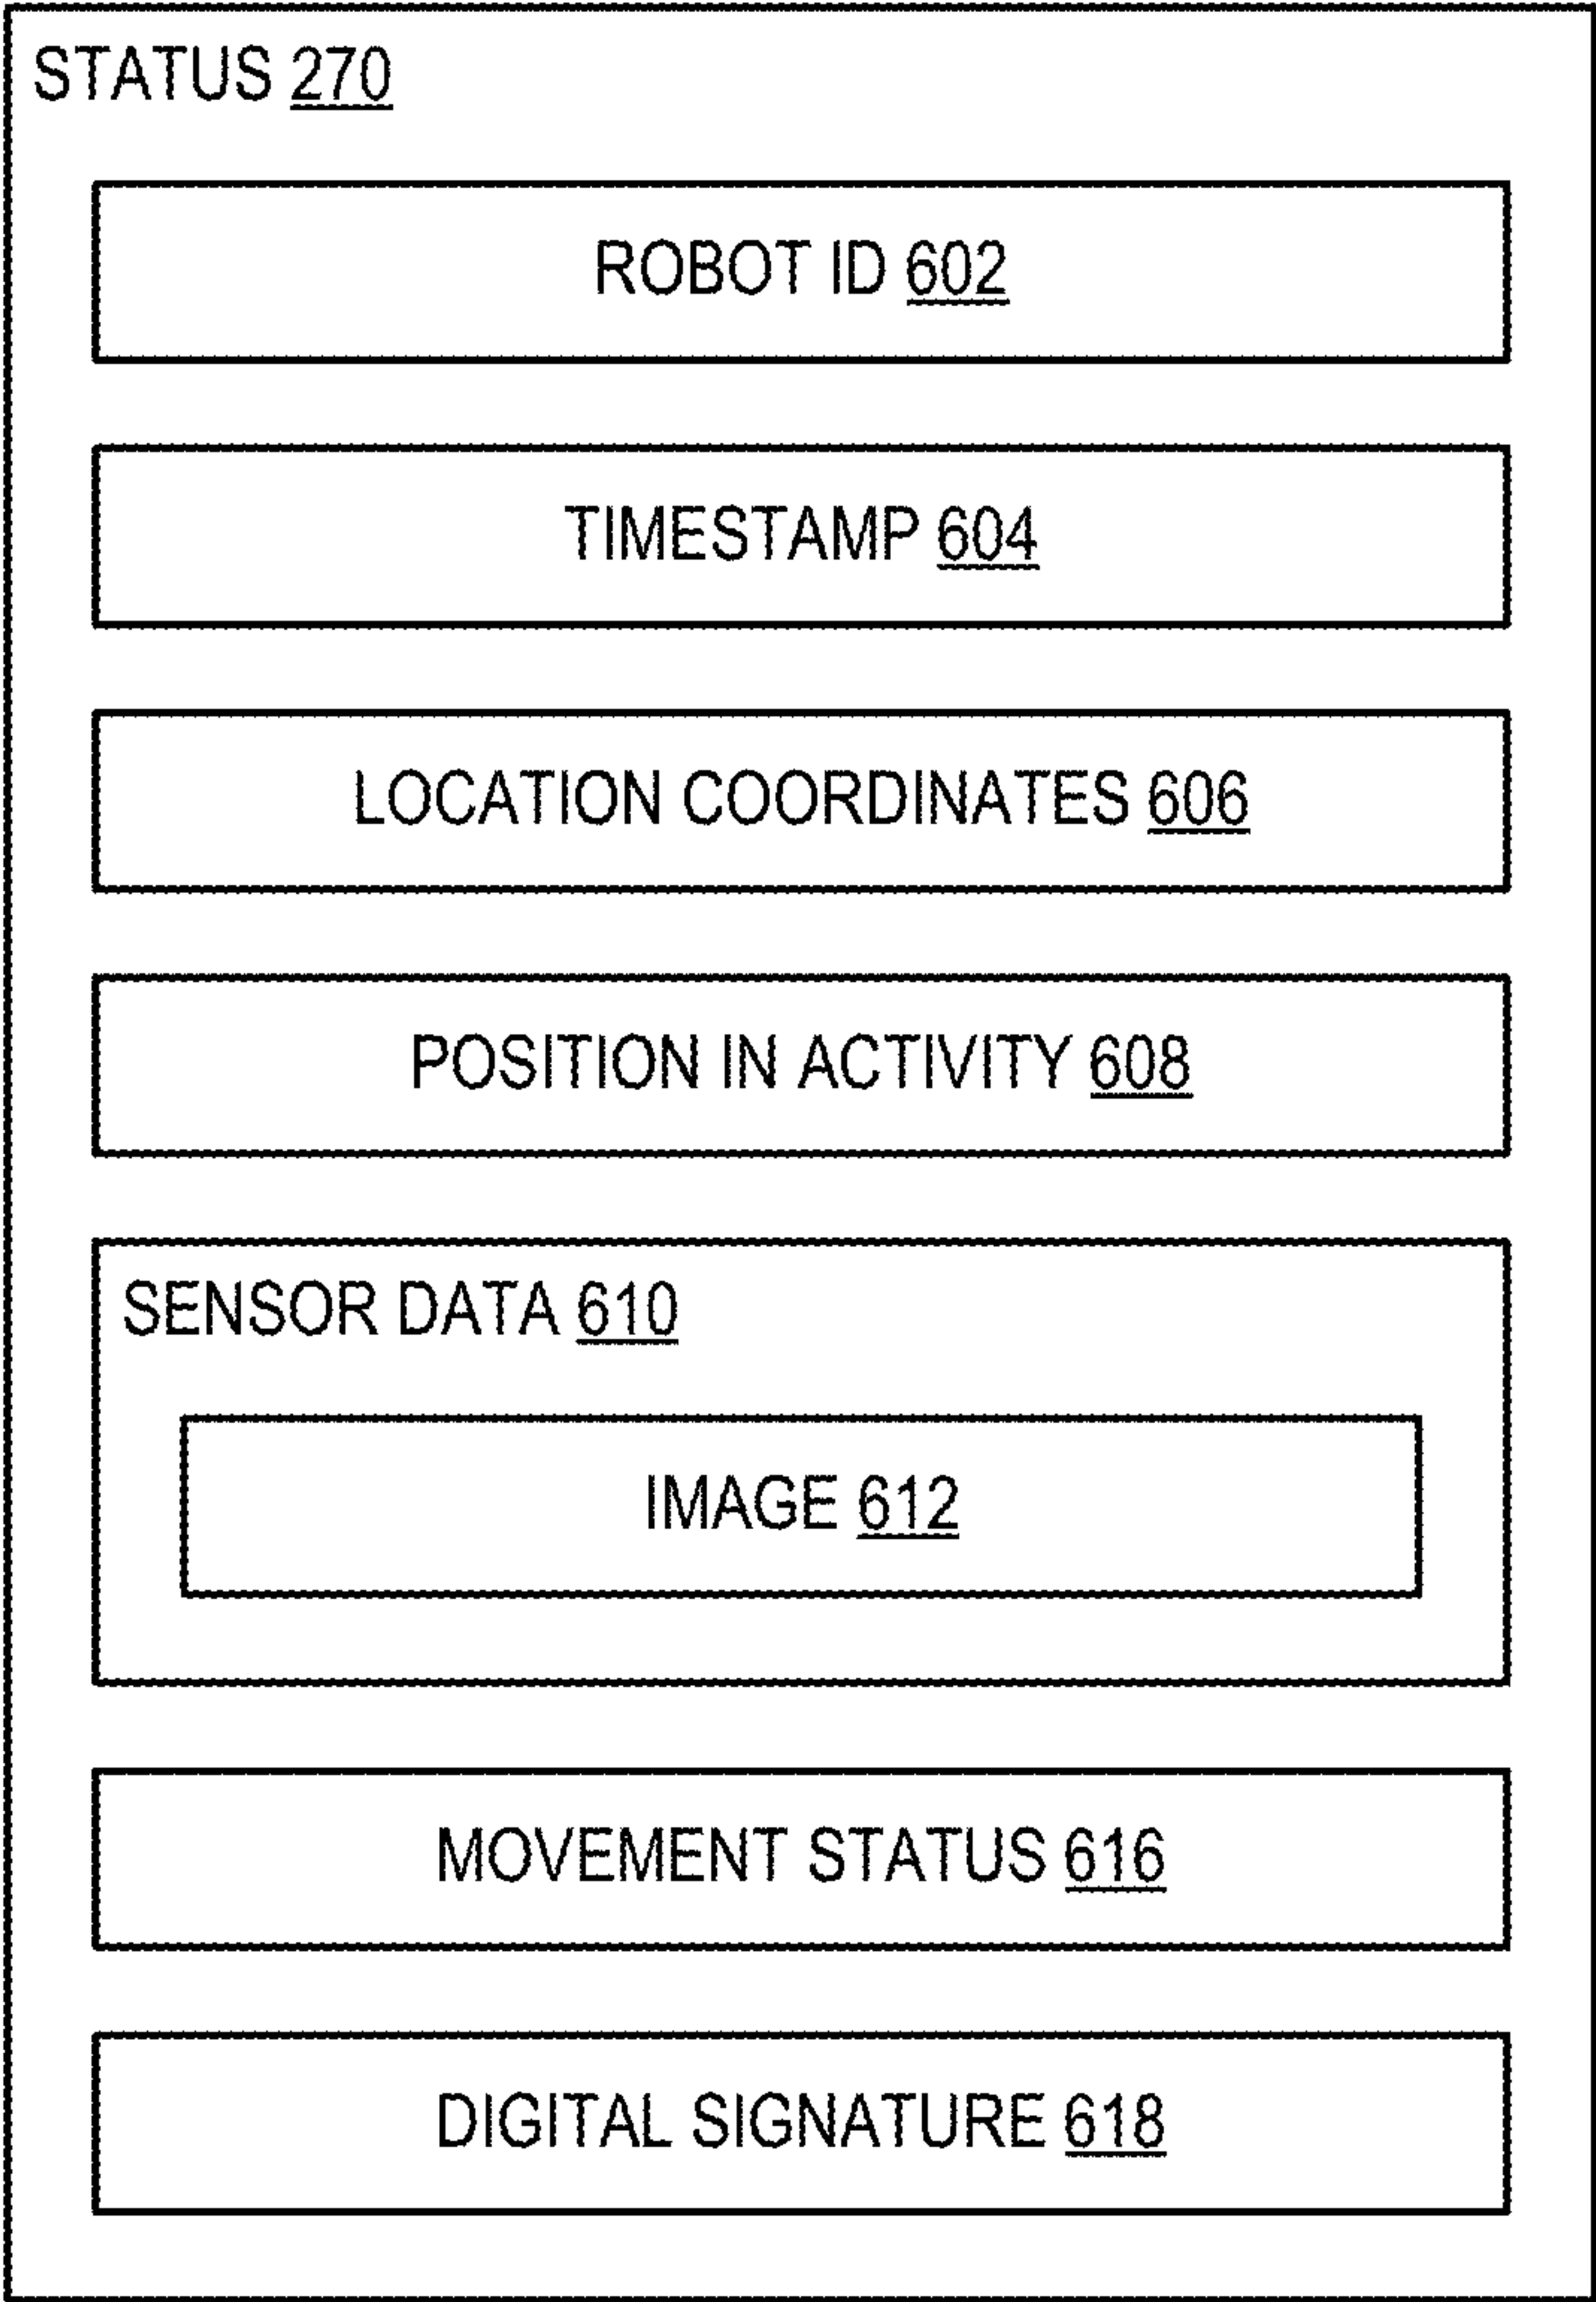 STATUS 270
ROBOT ID 602
TIMESTAMP 604
LOCATION COORDINATES 606
POSITION IN ACTIVITY 608
SENSOR DATA 610
IMAGE 612
MOVEMENT STATUS 616
DIGITAL SIGNATURE 618